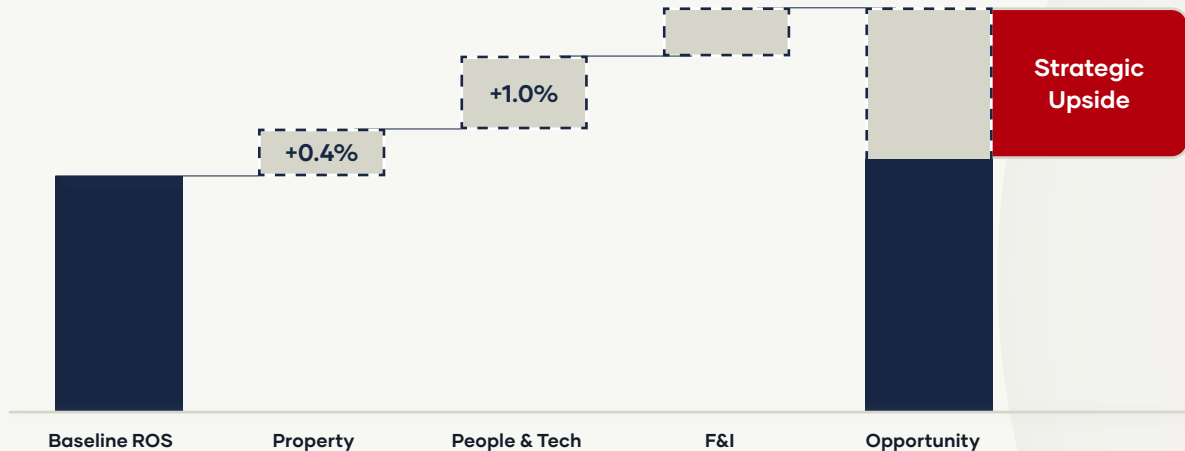 Strategic
Upside
+1.0%
+0.4%
Baseline ROS
Property
People & Tech
F&I
Opportunity